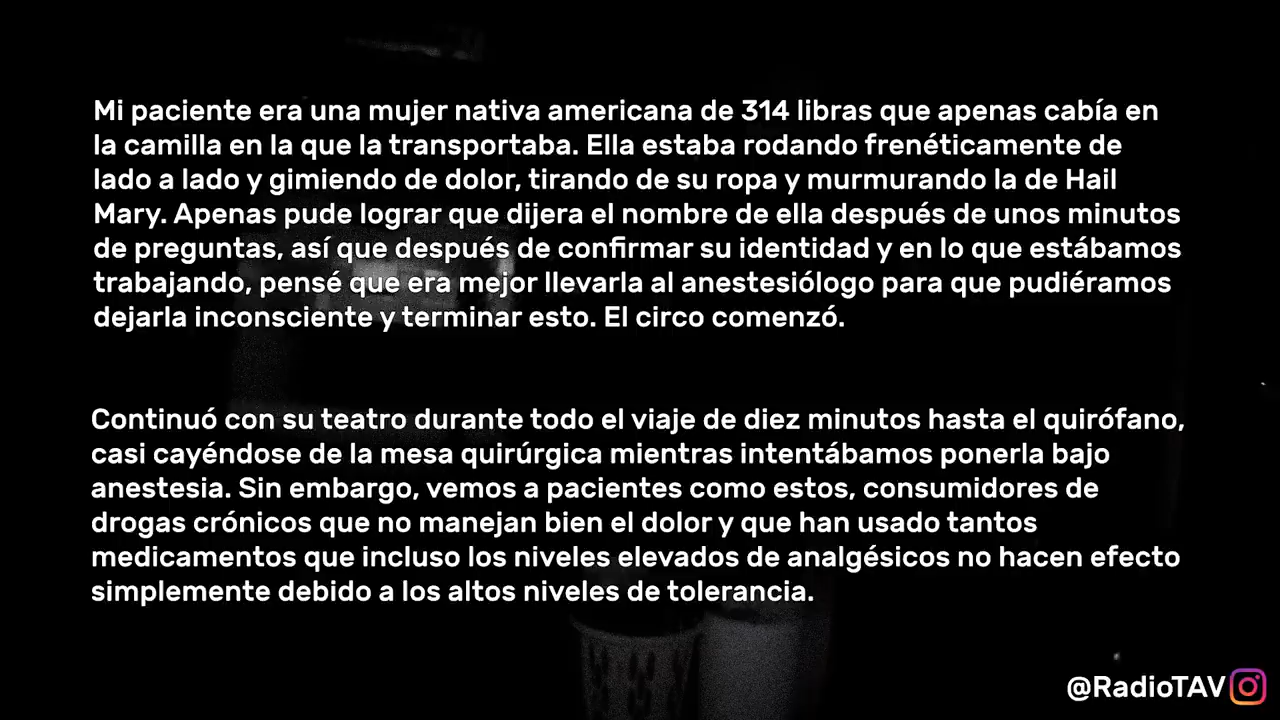 Mi paciente era una mujer nativa americana de 314 libras que apenas cabía en
la camilla en la que la transportaba. Ella estaba rodando frenéticamente de
lado a lado y gimiendo de dolor, tirando de su ropa y murmurando la de Hail
Mary. Apenas pude lograr que dijera el nombre de ella después de unos minutos
de preguntas, así que después de confirmar su identidad y en lo que estábamos
trabajando, pensé que era mejor llevarla al anestesiólogo para que pudiéramos
dejarla inconsciente y terminar esto. El circo comenzó.
Continuó con su teatro durante todo el viaje de diez minutos hasta el quirófano,
casi cayéndose de la mesa quirúrgica mientras intentábamos ponerla bajo
anestesia. Sin embargo, vemos a pacientes como estos, consumidores de
drogas crónicos que no manejan bien el dolor y que han usado tantos
medicamentos que incluso los niveles elevados de analgésicos no hacen efecto
simplemente debido a los altos niveles de tolerancia.
@RadioTAV